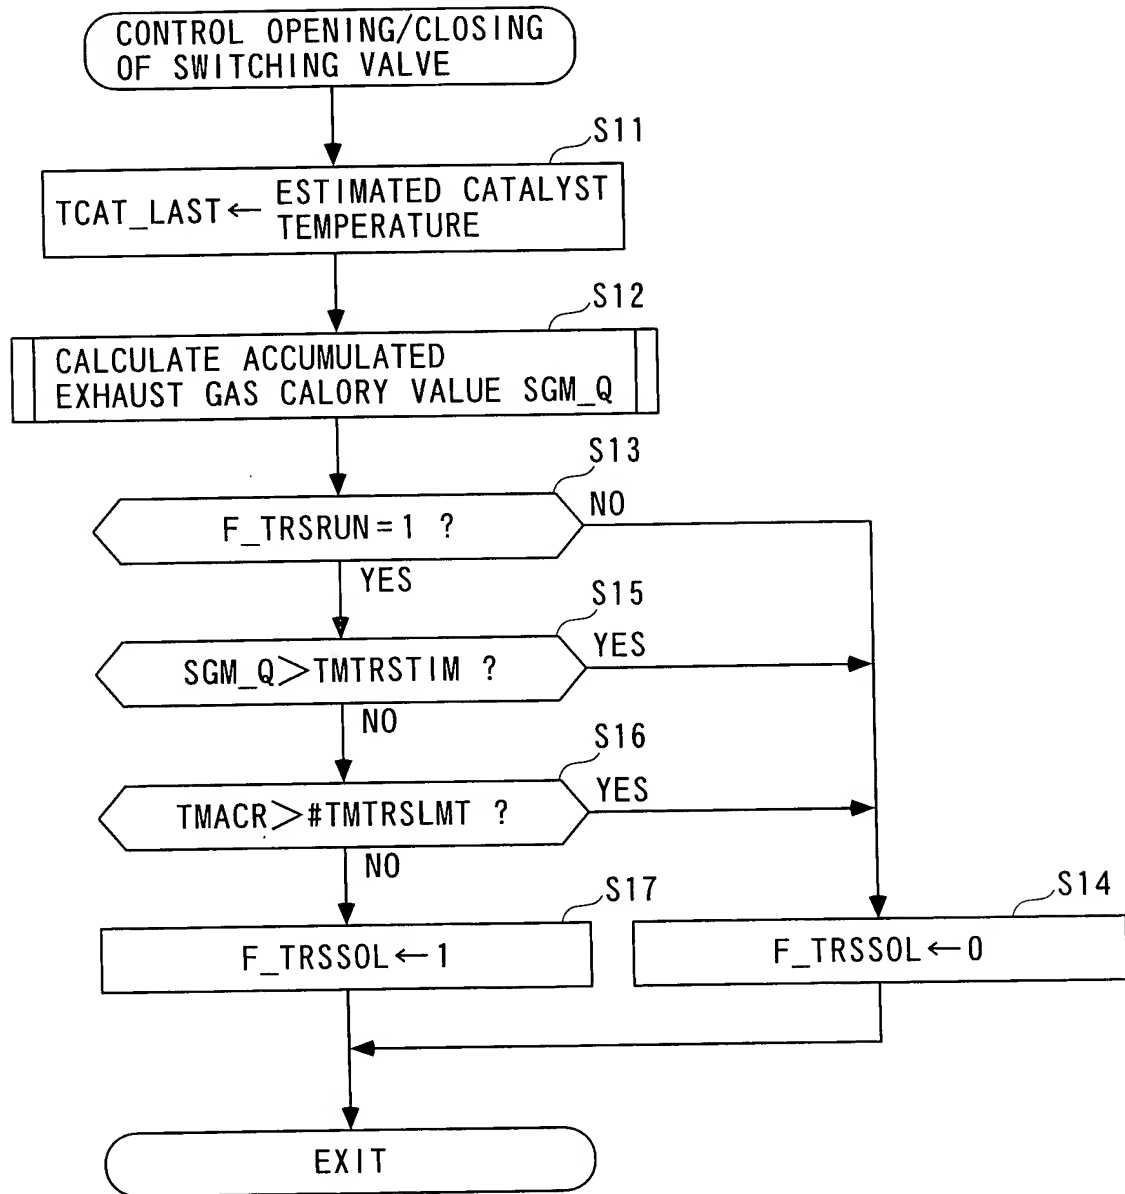 CONTROL OPENING/CLOSING
OF SWITCHING VALVE
S11
TCAT_LAST← ESTIMATED CATALYST
TEMPERATURE
S12
CALCULATE ACCUMULATED
EXHAUST GAS CALORY VALUE SGM_Q
S13
F_TRSRUN=1 ?
NO
YES
S15
SGM_Q>TMTRSTIM ?
YES
NO
S16
TMACR>#TMTRSLMT ?
YES
NO
S17
F_TRSSOL←1
S14
F_TRSSOL←0
EXIT